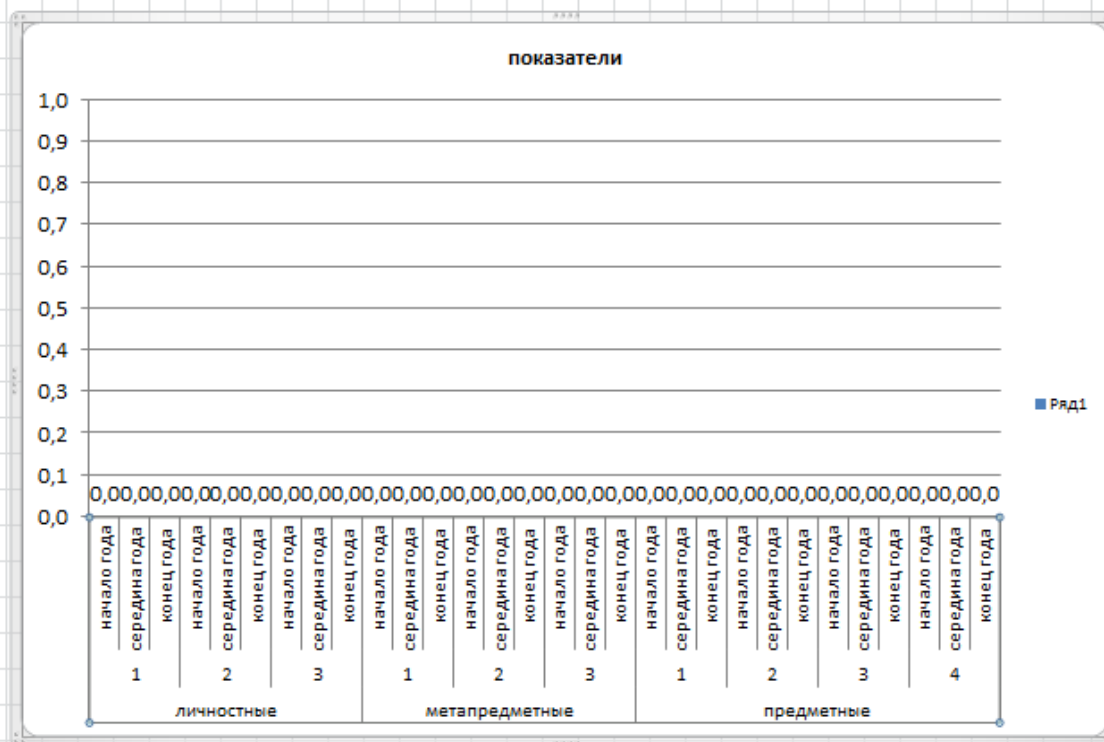 показатели
1,0
0,9
0,8
0,7
0,6
0,5
0,4
0,3
0,2
0,1
0,0
0,00,00,00,00,00,00,00,00,00,00,00,00,00,00,00,00,00,00,00,00,00,00,00,00,00,00,00,00,00,0
Ряд1
начало года середина года конец года начало года середина года конец года начало года середина года конец года начало года середина года конец года начало года середина года конец года начало года середина года конец года начало года середина года конец года начало года середина года конец года начало года середина года конец года начало года середина года конец года
1 2 3 1 2 3 1 2 3 4
личностные метапредметные предметные